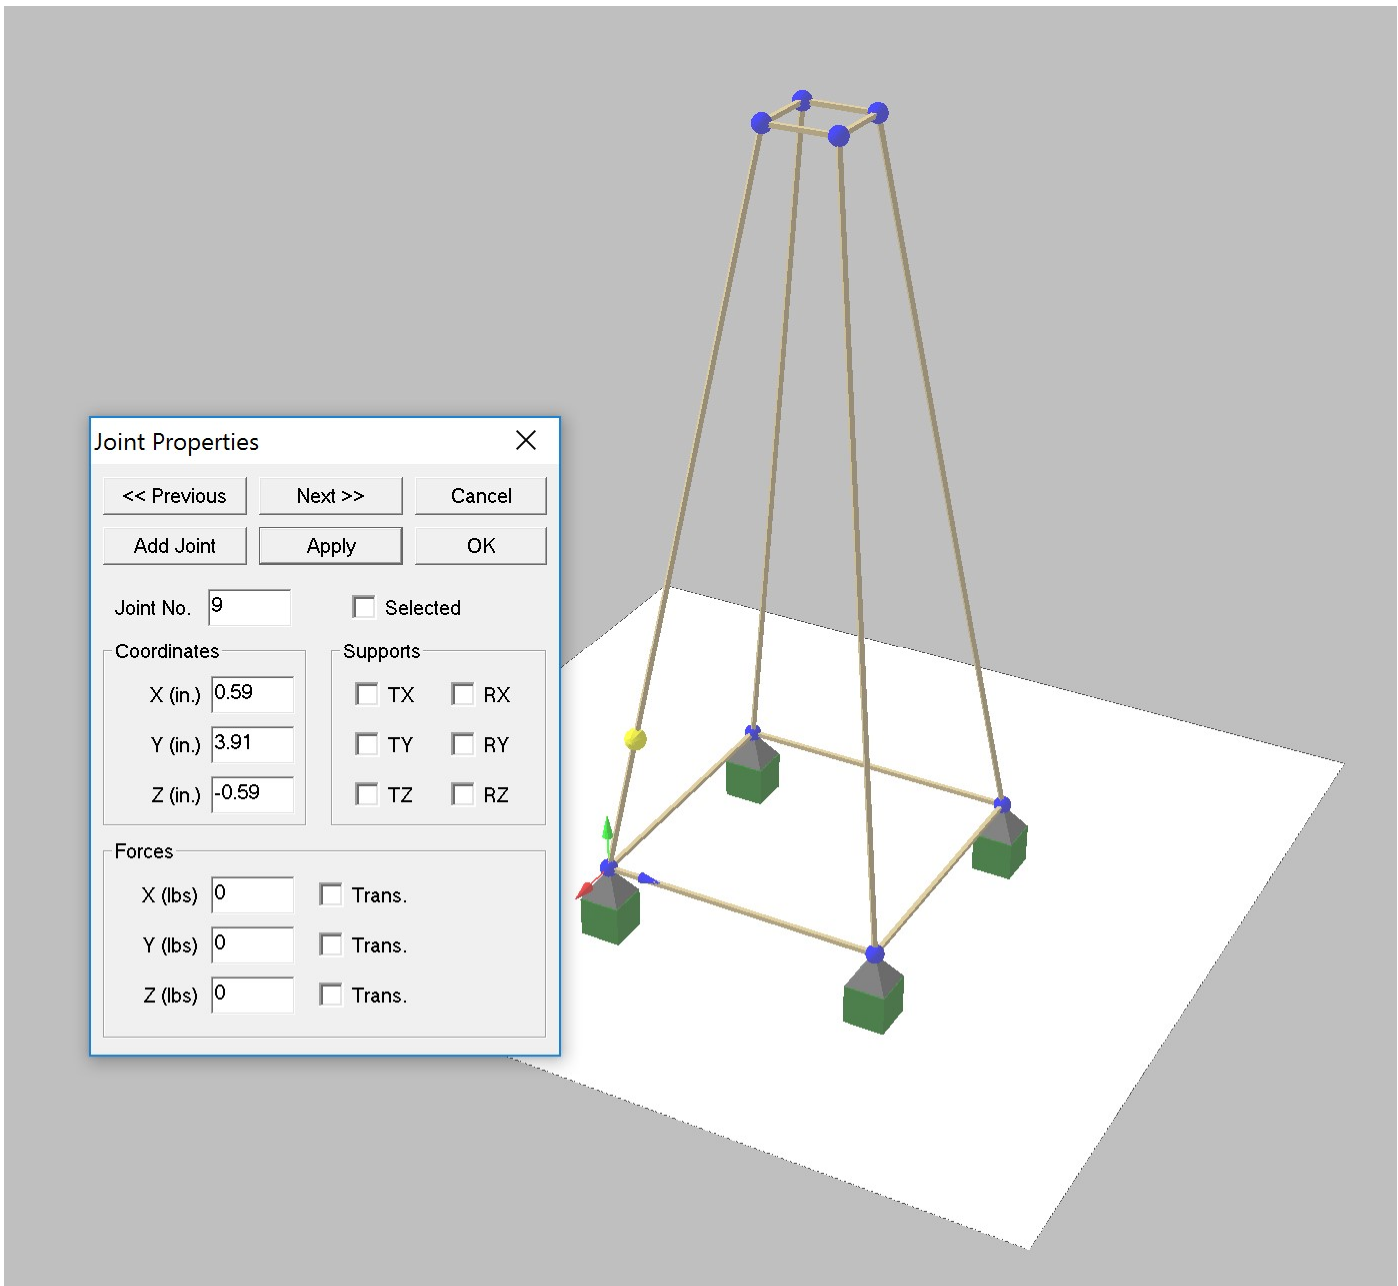 Joint Properties
<< Previous Next >> Cancel
Add Joint Apply OK
Joint No. 9 Selected
Coordinates Supports
X (in.) 0.59 TX RX
Y (in.) 3.91 TY RY
Z (in.) -0.59 TZ RZ
Forces
X (lbs) 0 Trans.
Y (lbs) 0 Trans.
Z (lbs) 0 Trans.